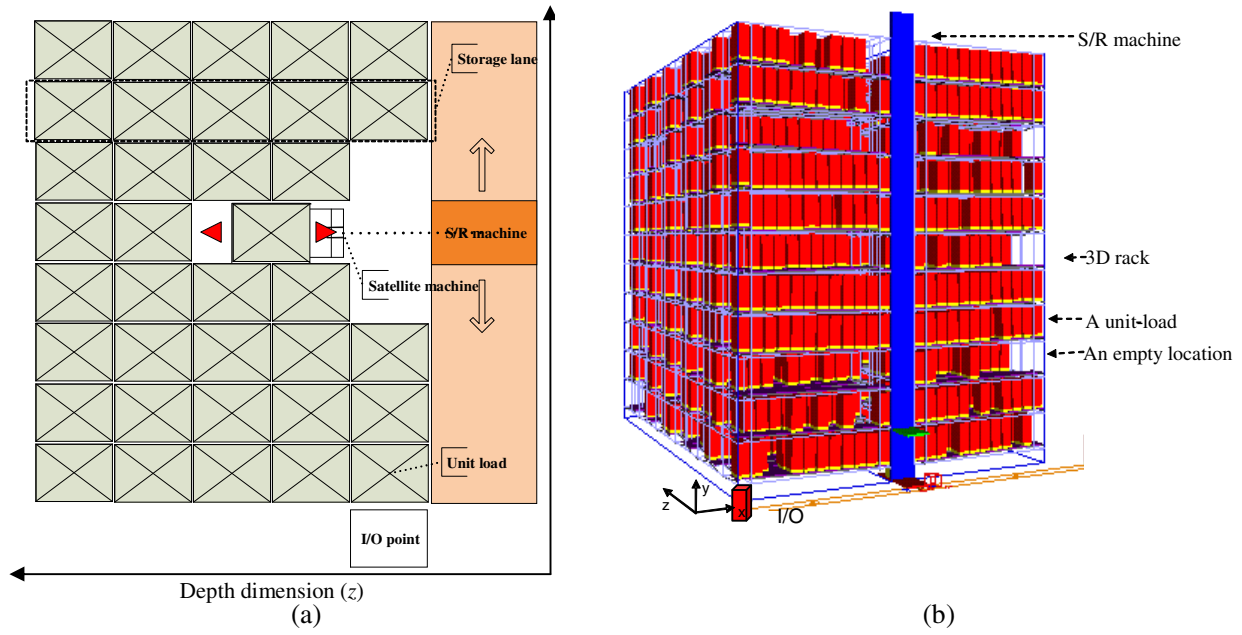 Storage lane
S/R machine
Satellite machine
Unit load
I/O point
Depth dimension (z)
(a)
S/R machine
3D rack
A unit-load
An empty location
y
z
x
I/O
(b)